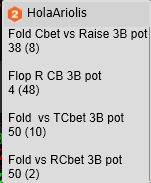 2 HolaAriolis
Fold Cbet vs Raise 3B pot
38 (8)
Flop R CB 3B pot
4 (48)
Fold vs TCbet 3B pot
50 (10)
Fold vs RCbet 3B pot
50 (2)